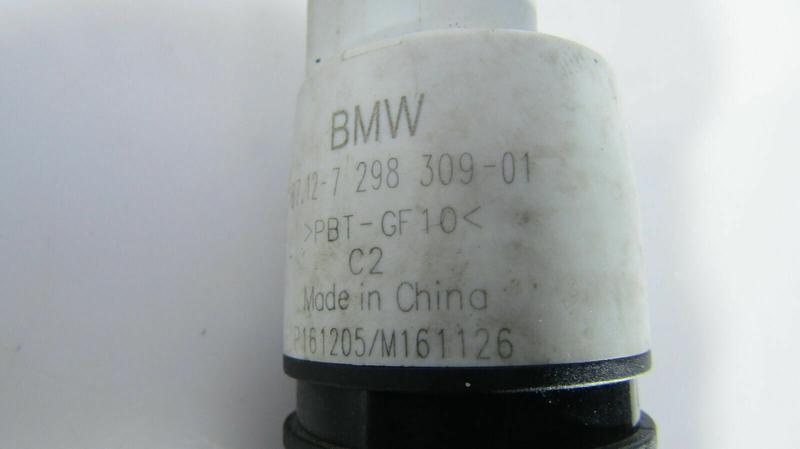 BMW
67.12-7 298 309-01
>PBT-GF10<
C2
Made in China
P161205/M161126